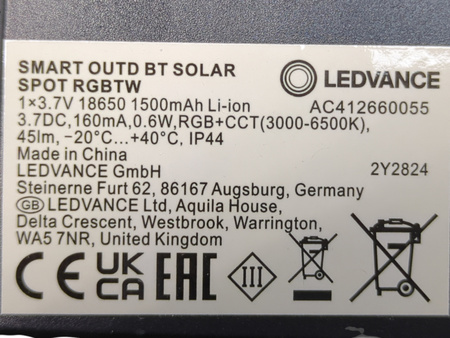 SMART OUTD BT SOLAR
SPOT RGBTW
LEDVANCE
1×3.7V 18650 1500mAh Li-ion
AC412660055
3.7DC, 160mA, 0.6W, RGB+CCT(3000-6500K),
45lm, −20°C...+40°C, IP44
Made in China
LEDVANCE GmbH
2Y2824
Steinerne Furt 62, 86167 Augsburg, Germany
GB LEDVANCE Ltd, Aquila House,
Delta Crescent, Westbrook, Warrington,
WA5 7NR, United Kingdom
CE UKCA EAC III